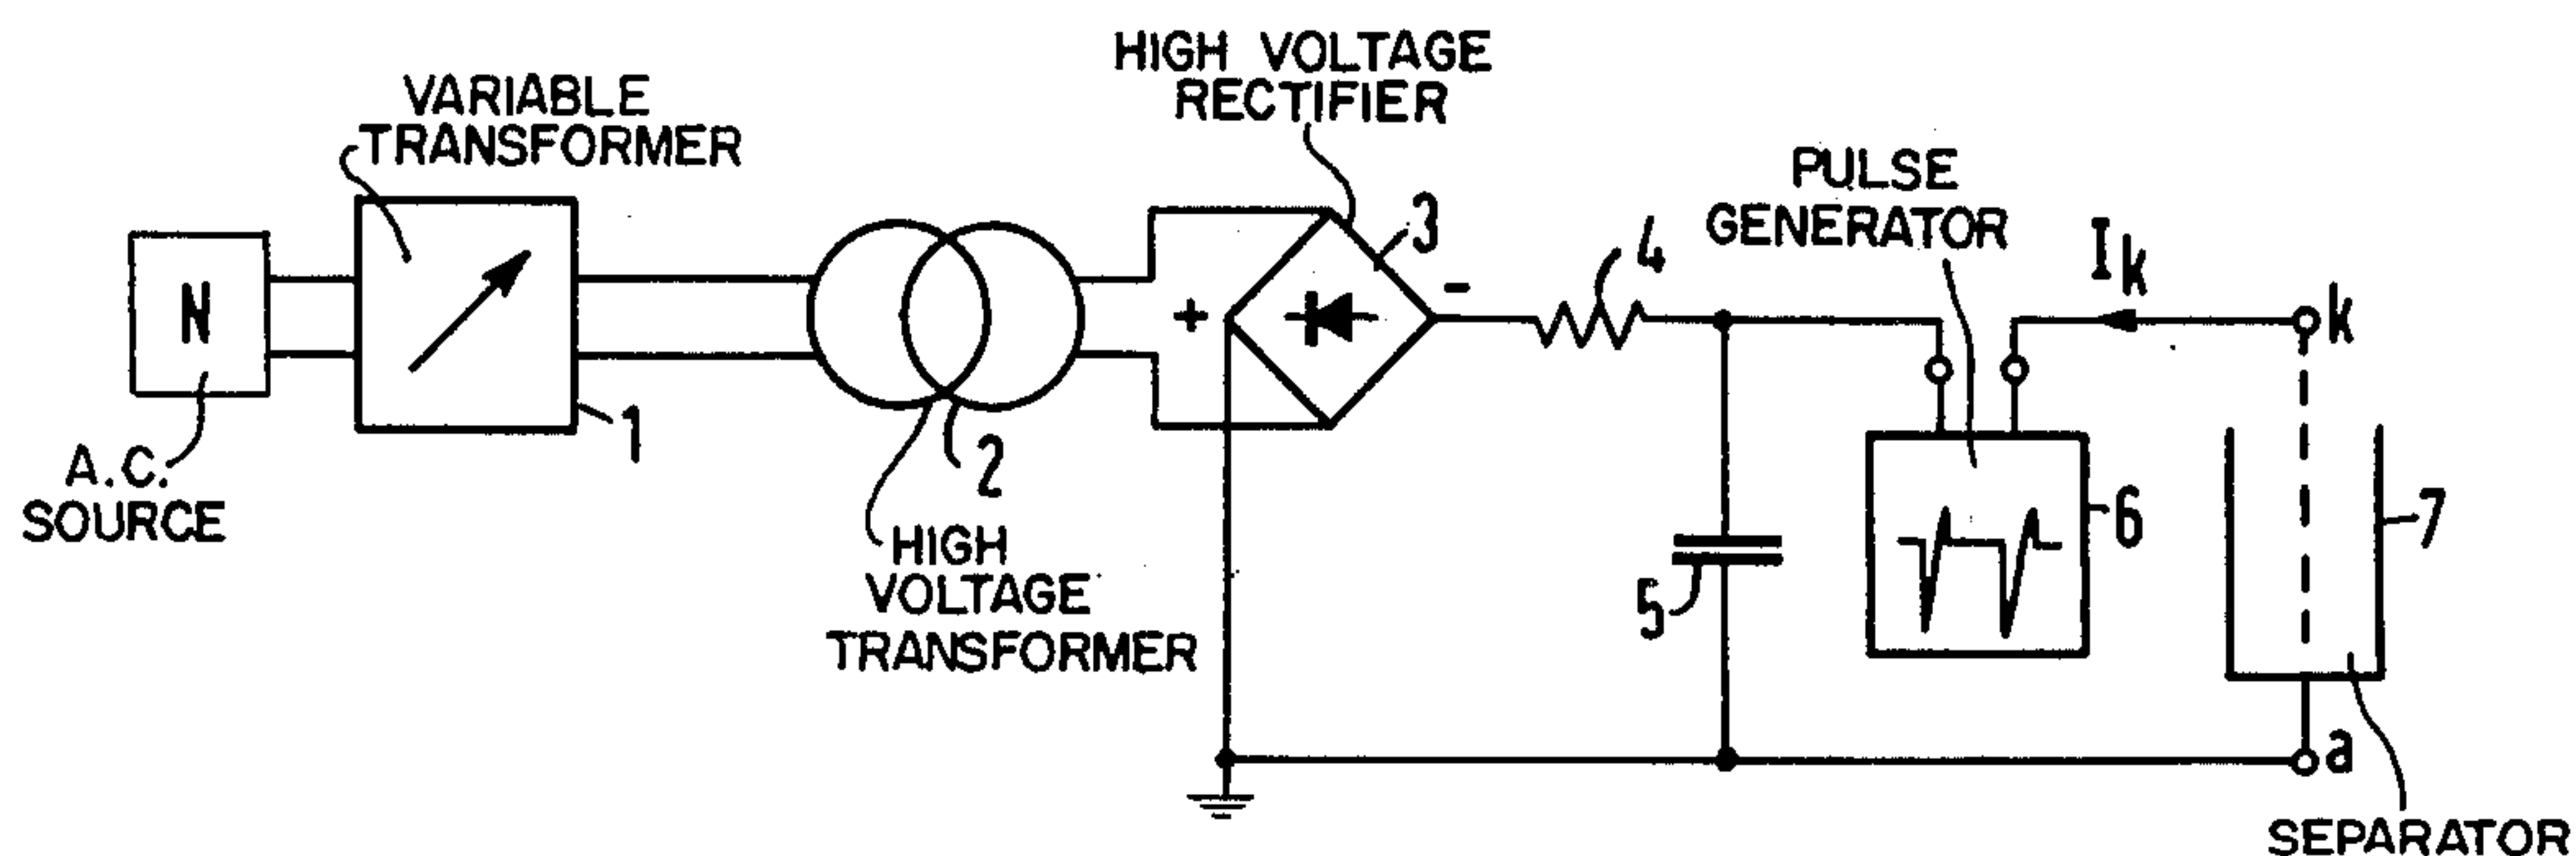 HIGH VOLTAGE
RECTIFIER
VARIABLE
TRANSFORMER
PULSE
GENERATOR
3
4
I k
k
N
+
-
1
2
A.C.
SOURCE
HIGH
VOLTAGE
TRANSFORMER
5
6
7
a
SEPARATOR